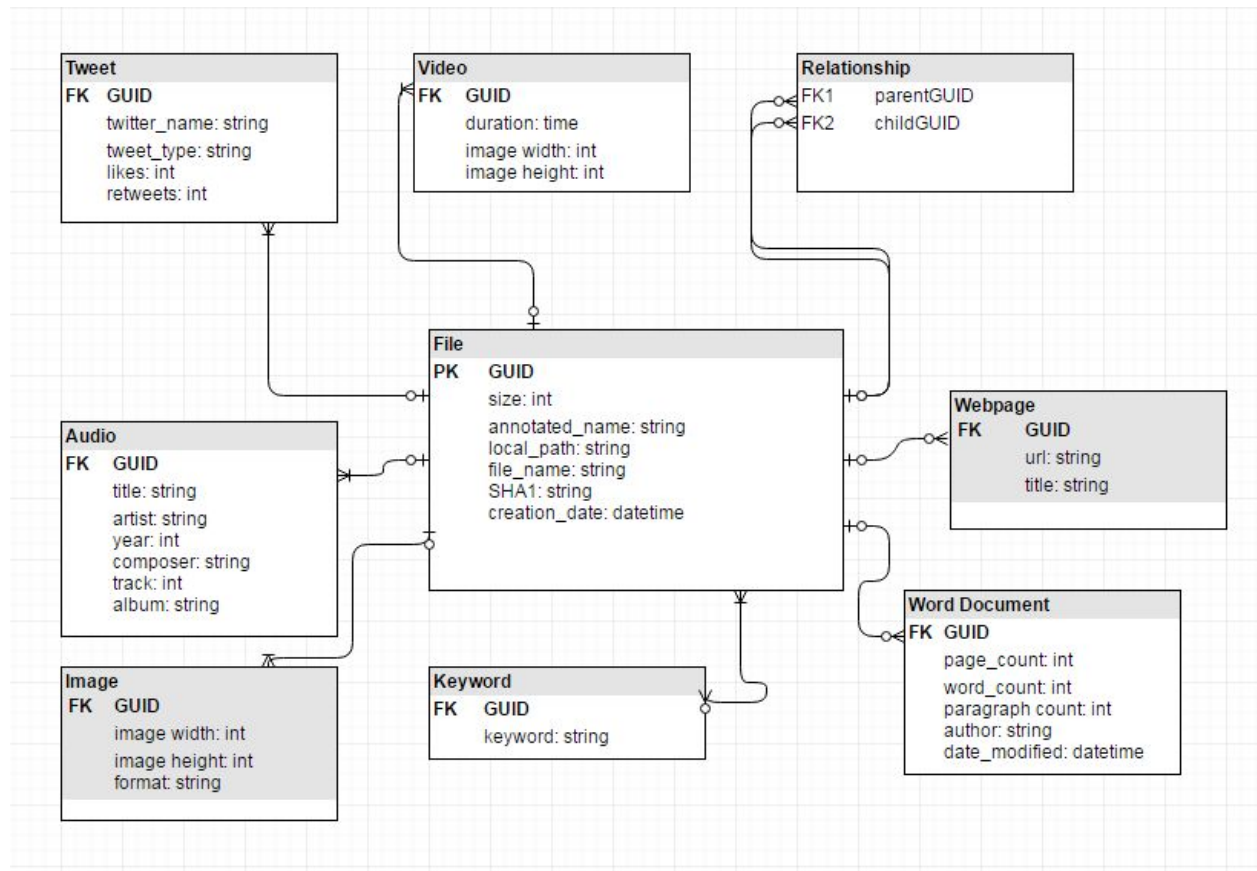 Tweet
FK GUID
twitter_name: string
tweet_type: string
likes: int
retweets: int
Video
FK GUID
duration: time
image width: int
image height: int
Relationship
FK1 parentGUID
FK2 childGUID
File
PK GUID
size: int
annotated_name: string
local_path: string
file_name: string
SHA1: string
creation_date: datetime
Webpage
FK GUID
url: string
title: string
Audio
FK GUID
title: string
artist: string
year: int
composer: string
track: int
album: string
Word Document
FK GUID
page_count: int
word_count: int
paragraph count: int
author: string
date_modified: datetime
Image
FK GUID
image width: int
image height: int
format: string
Keyword
FK GUID
keyword: string